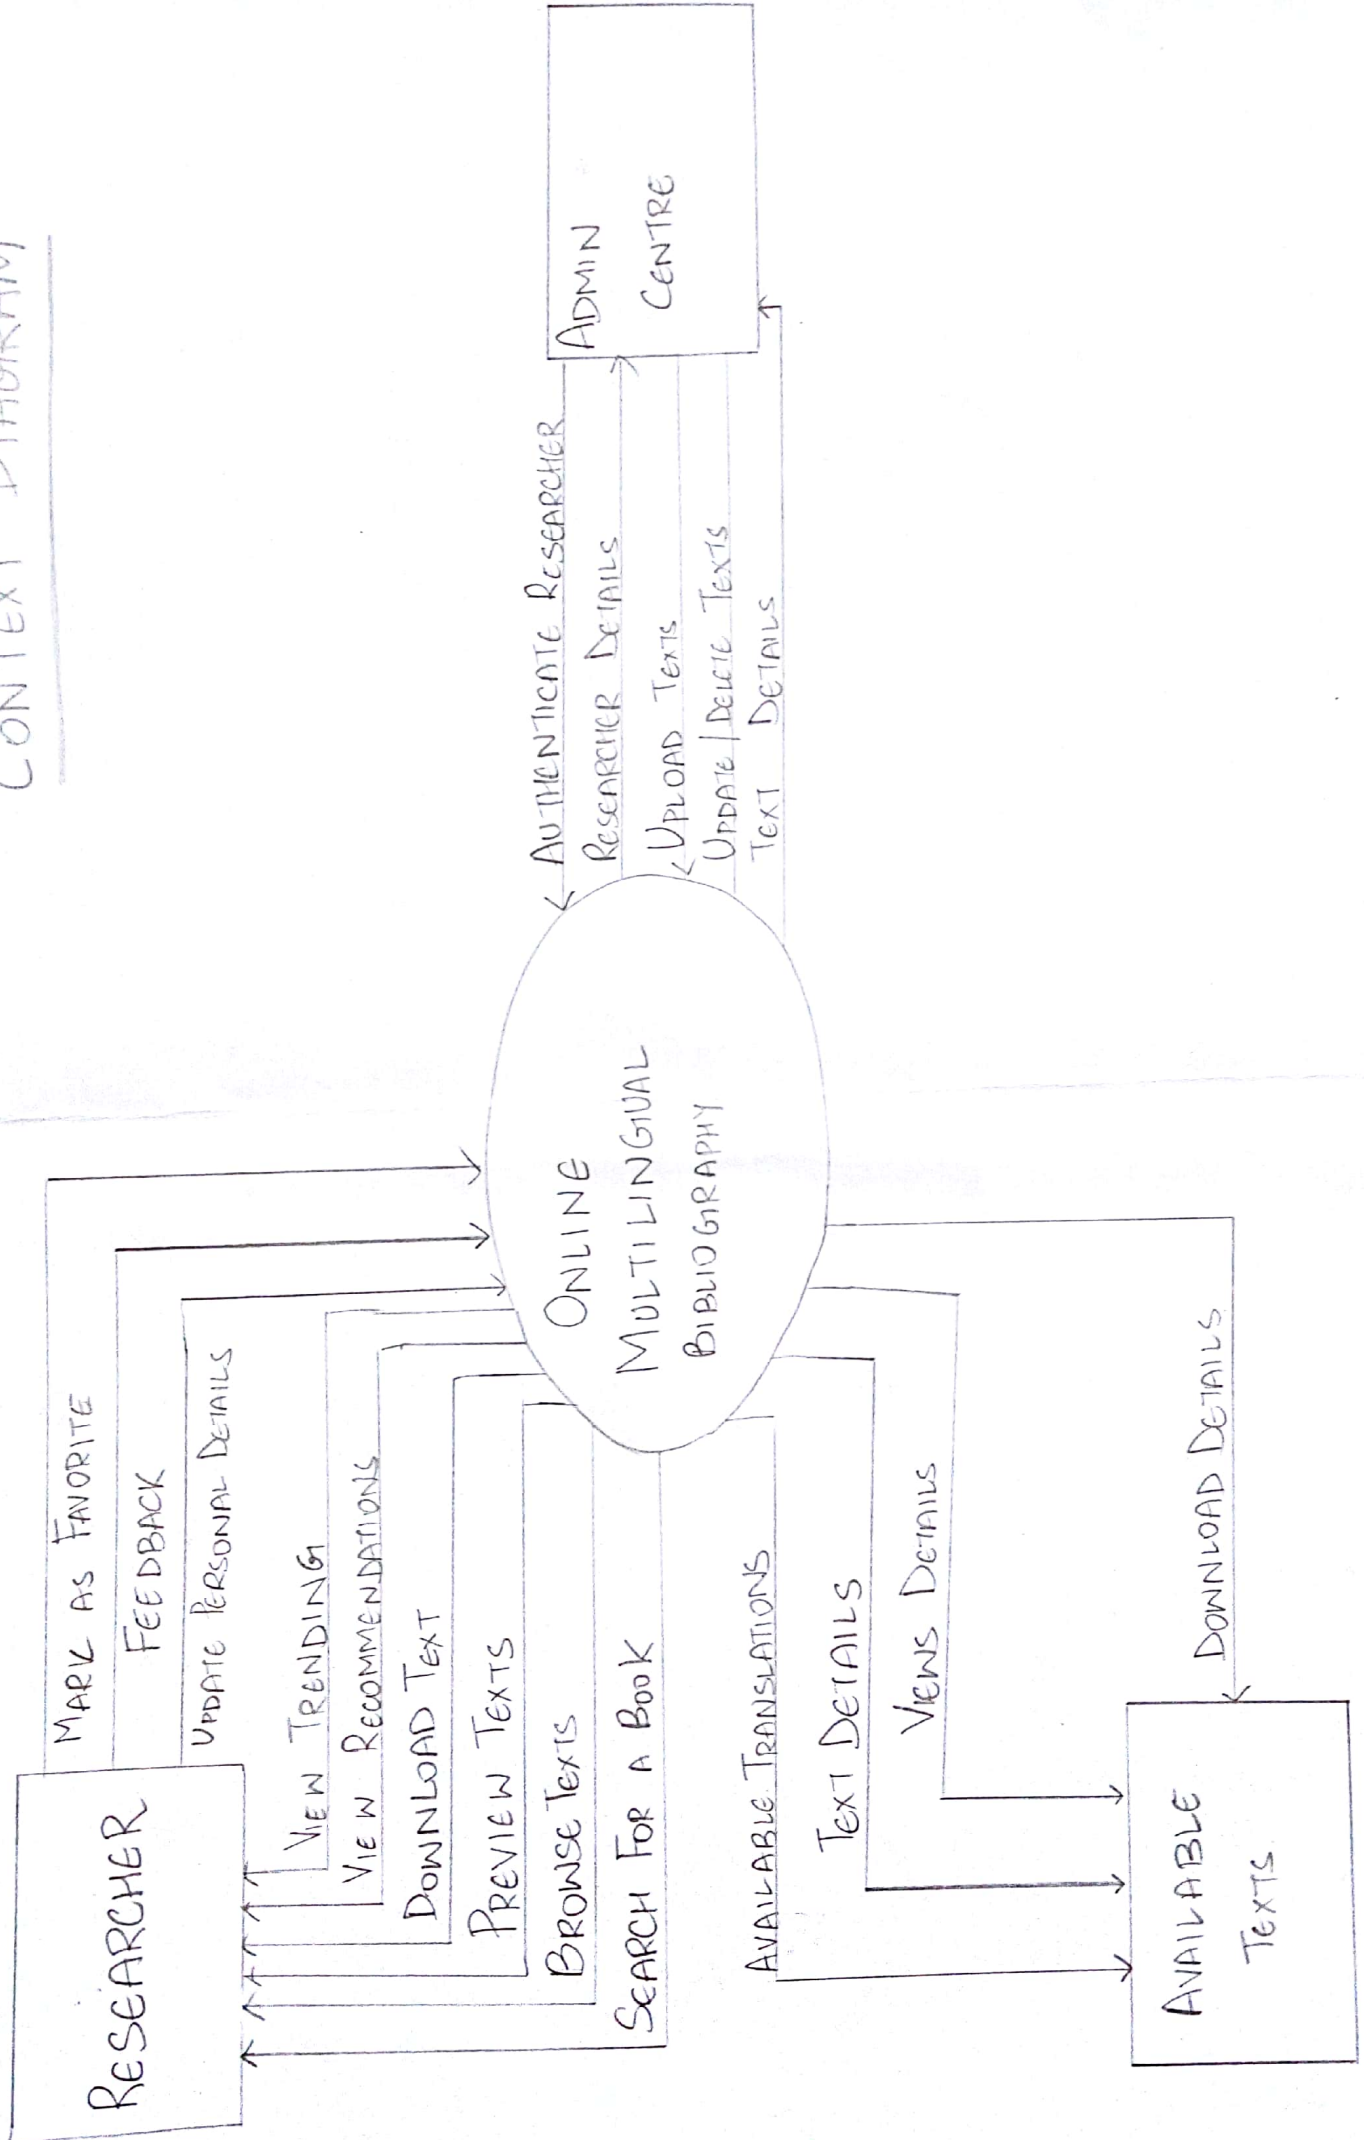 CONTEXT DIAGRAM
RESEARCHER
MARK AS FAVORITE
FEEDBACK
UPDATE PERSONAL DETAILS
VIEW TRENDING
VIEW RECOMMENDATIONS
DOWNLOAD TEXT
PREVIEW TEXTS
BROWSE TEXTS
SEARCH FOR A BOOK
ONLINE
MULTILINGUAL
BIBLIOGRAPHY
AUTHENTICATE RESEARCHER
RESEARCHER DETAILS
UPLOAD TEXTS
UPDATE/DELETE TEXTS
TEXT DETAILS
ADMIN
CENTRE
AVAILABLE TRANSLATIONS
TEXT DETAILS
VIEWS DETAILS
DOWNLOAD DETAILS
AVAILABLE
TEXTS